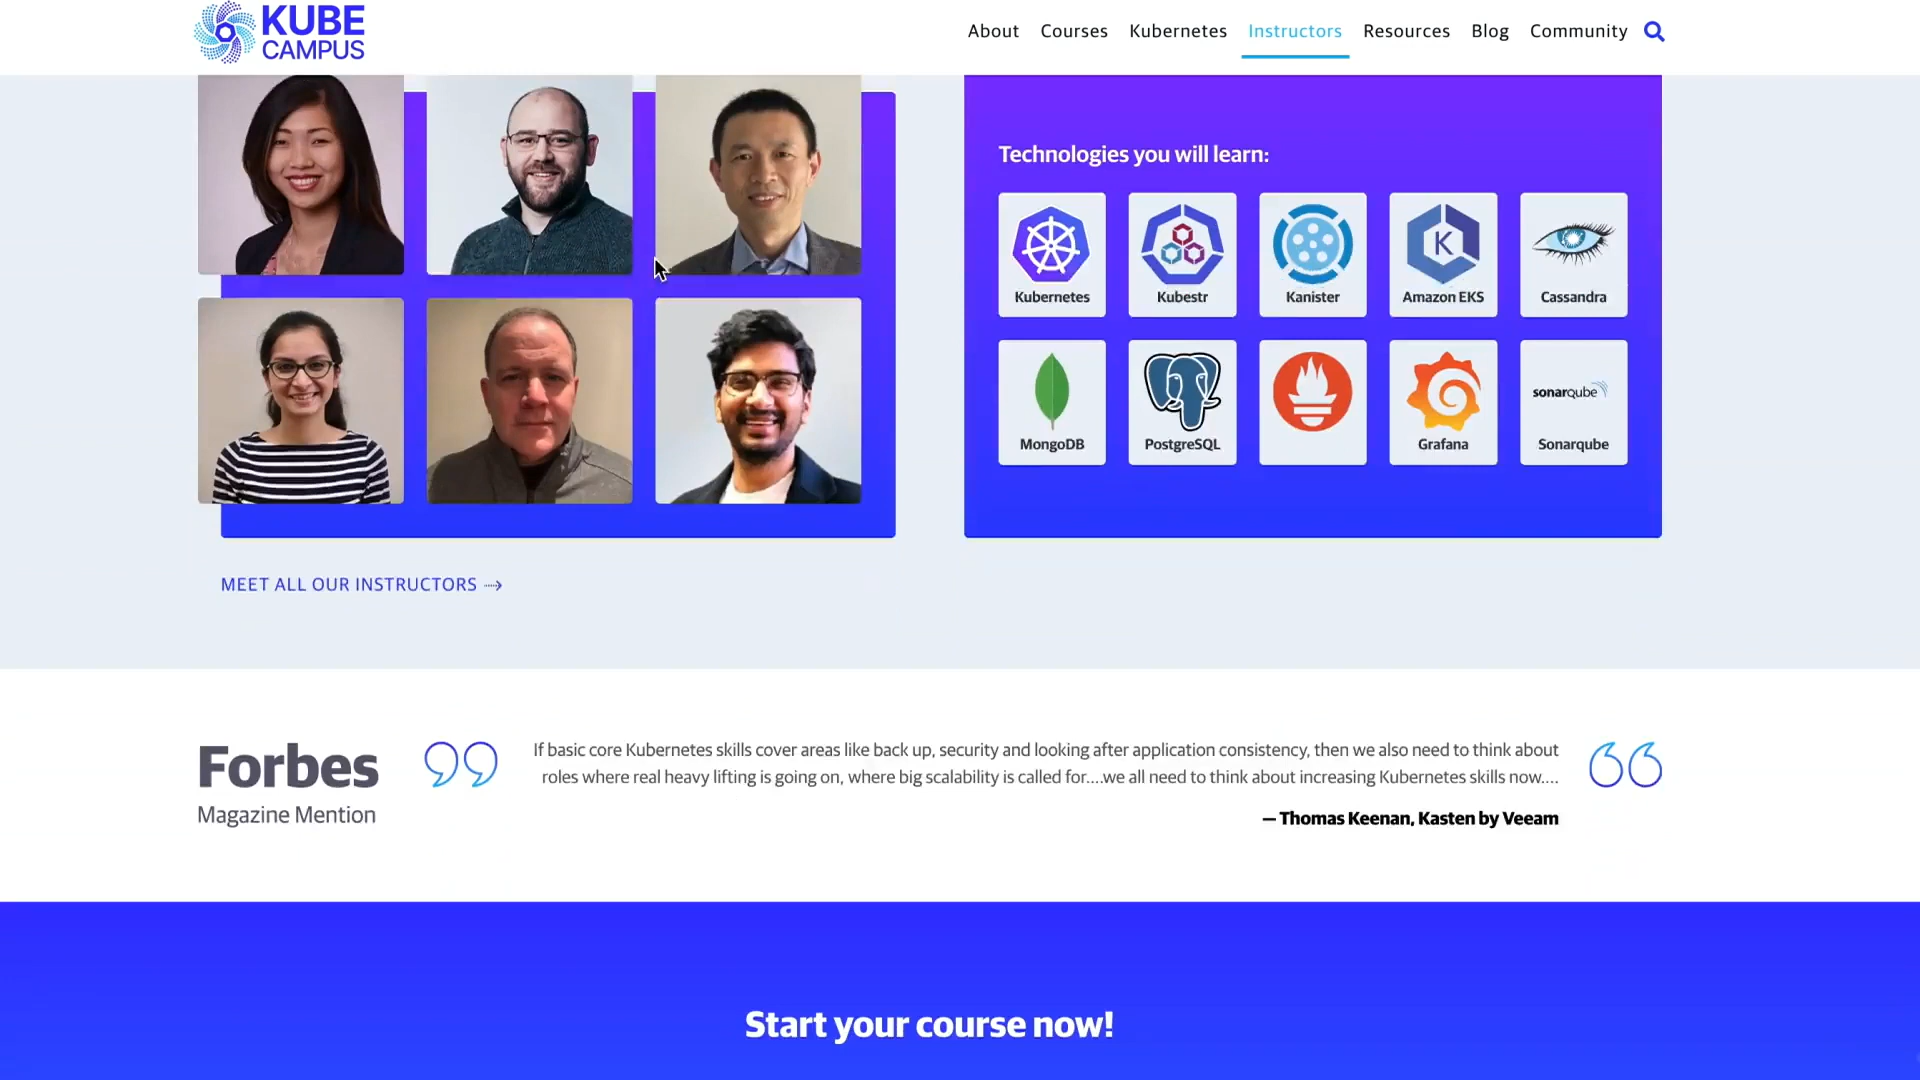 KUBE
CAMPUS
About
Courses
Kubernetes
Instructors
Resources
Blog
Community
Technologies you will learn:
Kubernetes
Kubestr
Kanister
K
Amazon EKS
Cassandra
MongoDB
PostgreSQL
Grafana
sonarqube
Sonarqube
MEET ALL OUR INSTRUCTORS
Forbes
Magazine Mention
If basic core Kubernetes skills cover areas like back up, security and looking after application consistency, then we also need to think about
roles where real heavy lifting is going on, where big scalability is called for....we all need to think about increasing Kubernetes skills now....
— Thomas Keenan, Kasten by Veeam
Start your course now!